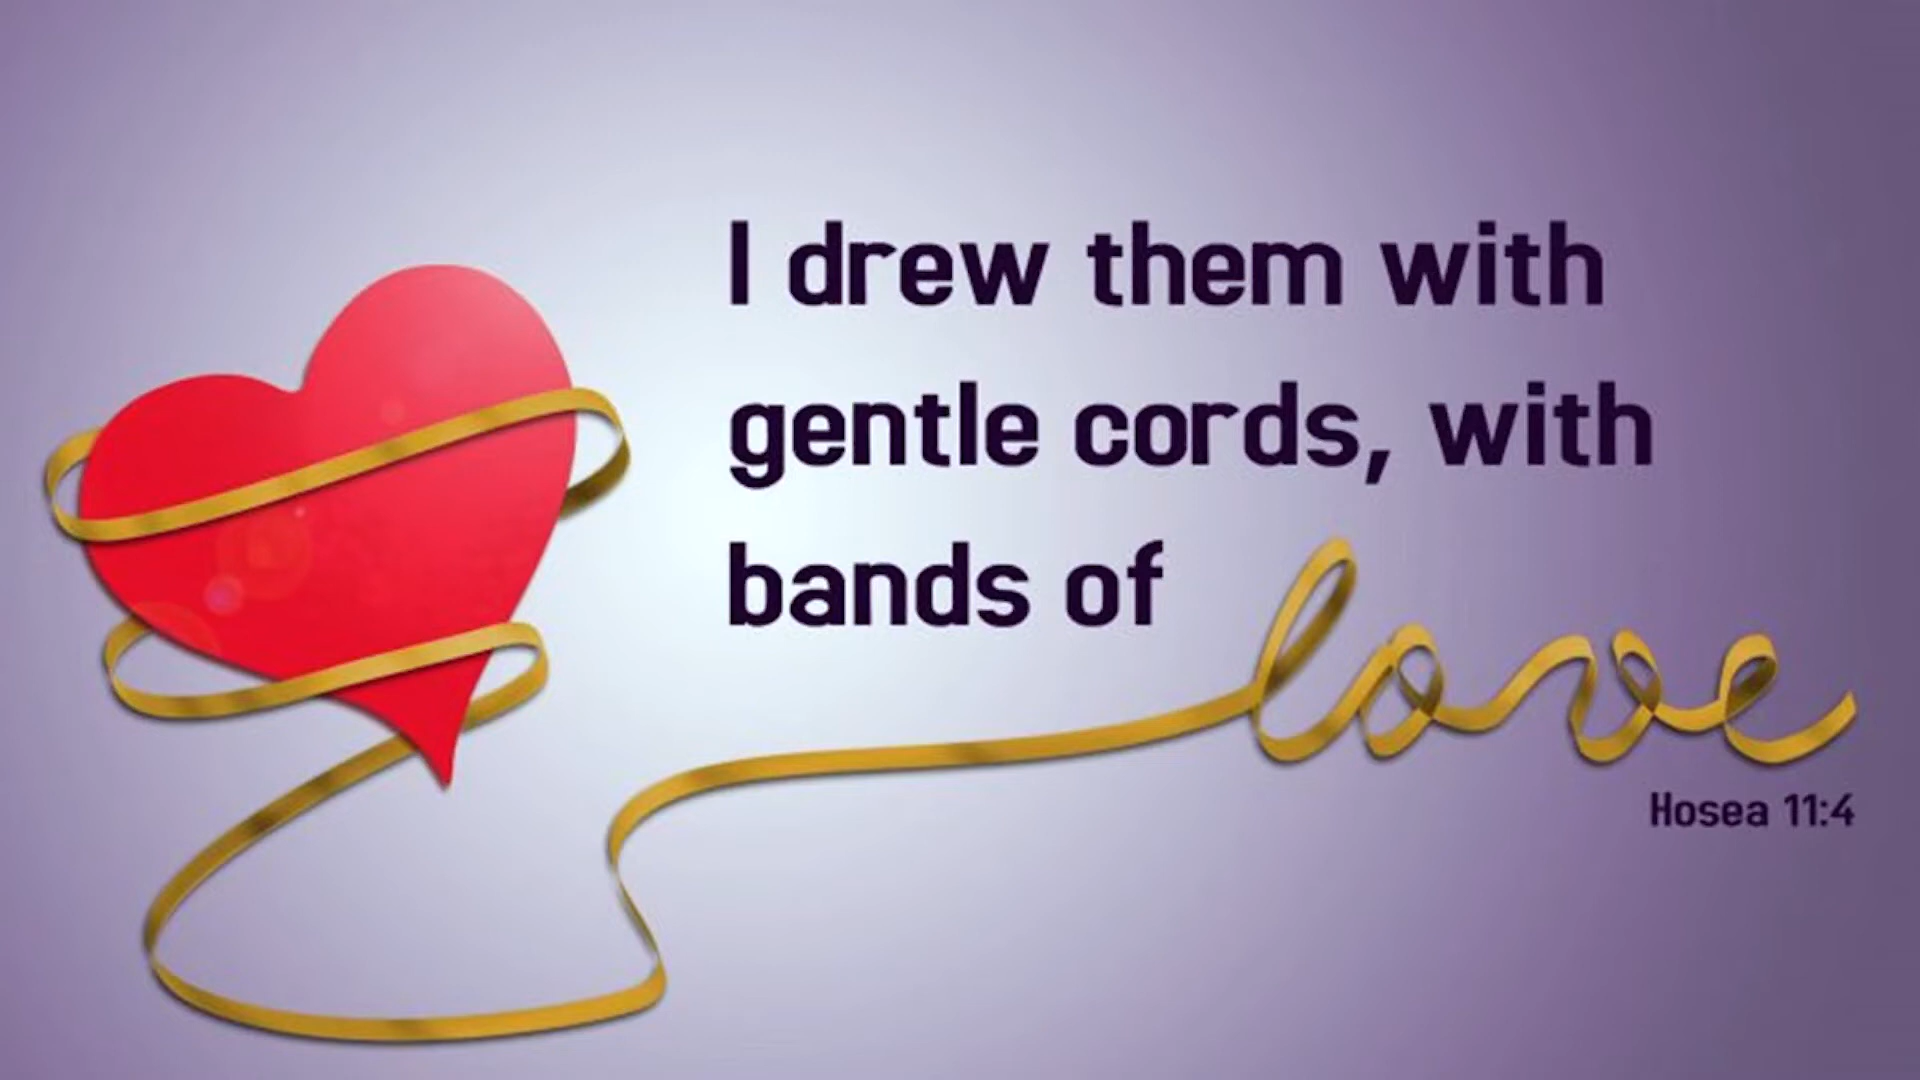 I drew them with
gentle cords, with
bands of love
Hosea 11:4